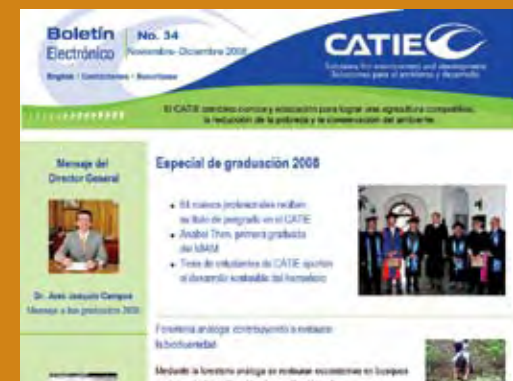 Boletín
Electrónico
No. 34
Noviembre-Diciembre 2008
English | Contáctenos | Suscríbase
CATIE
Solutions for environment and development
Soluciones para el ambiente y desarrollo
El CATIE combina ciencia y educación para lograr una agricultura competitiva,
la reducción de la pobreza y la conservación del ambiente.
Mensaje del
Director General
Dr. José Joaquín Campos
Mensaje a los graduados 2008
Especial de graduación 2008
nuevos profesionales reciben
su título de posgrado en el CATIE
Anabel Then, primera graduada
del MIAM
Tesis de estudiantes de CATIE aportan
al desarrollo sostenible del hemisferio
Forestería análoga: contribuyendo a restaurar
la biodiversidad
Mediante la forestería análoga se restauran ecosistemas en bosques